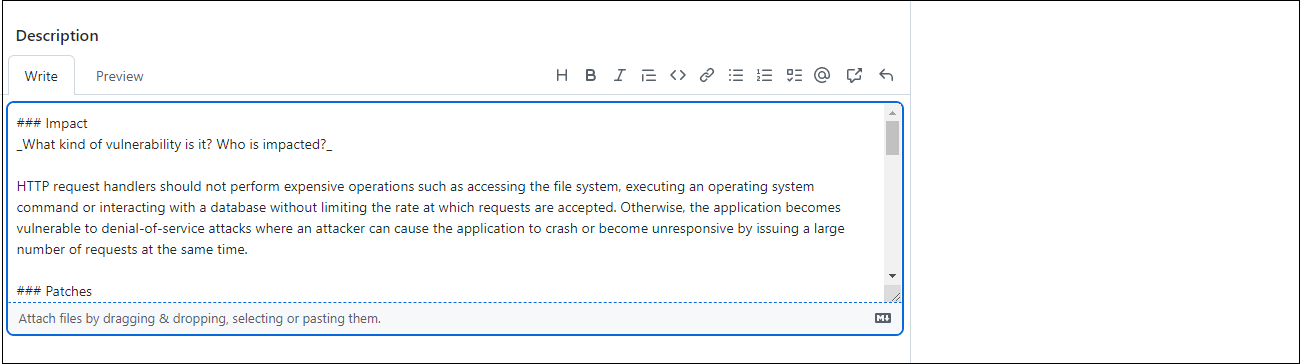 Description
Write
Preview
### Impact
_What kind of vulnerability is it? Who is impacted?_
HTTP request handlers should not perform expensive operations such as accessing the file system, executing an operating system
command or interacting with a database without limiting the rate at which requests are accepted. Otherwise, the application becomes
vulnerable to denial-of-service attacks where an attacker can cause the application to crash or become unresponsive by issuing a large
number of requests at the same time.
### Patches
Attach files by dragging & dropping, selecting or pasting them.